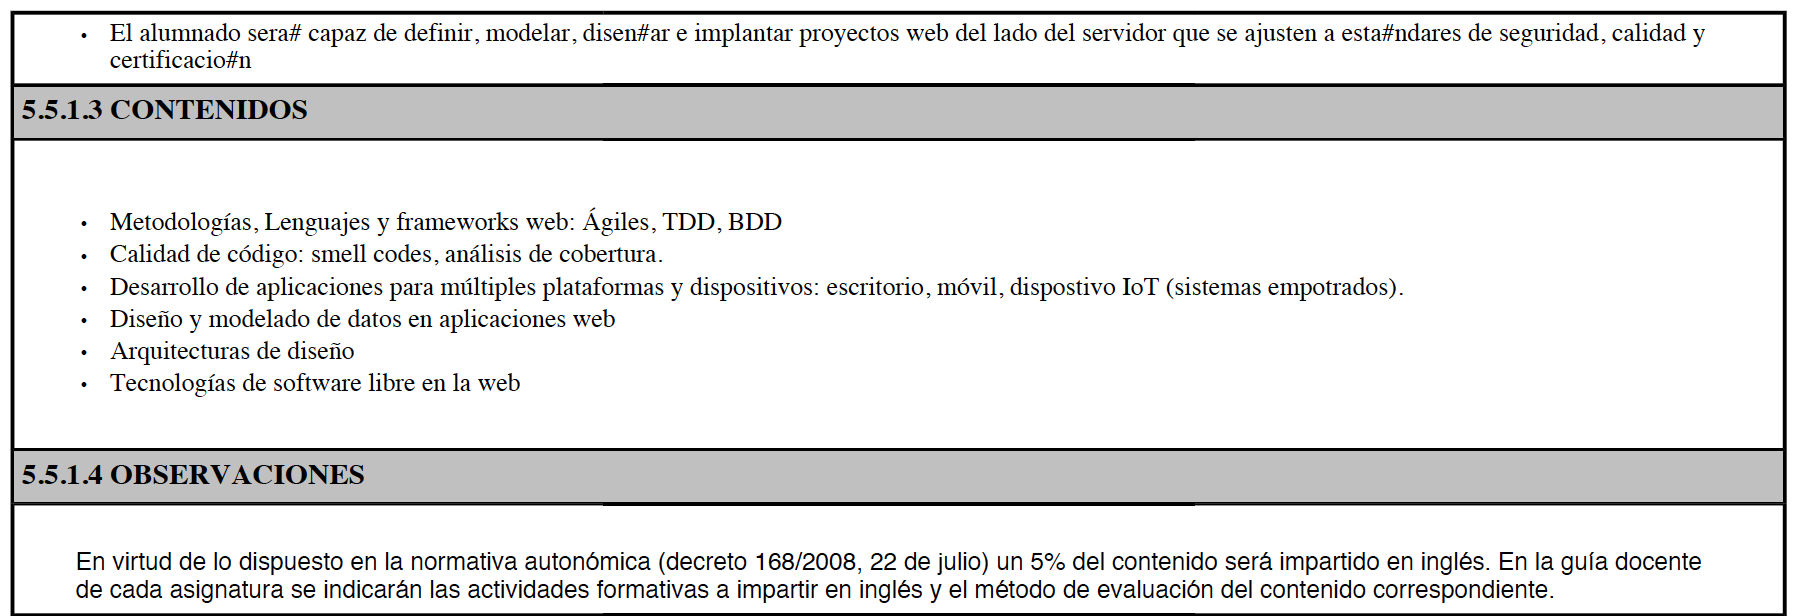 • El alumnado sera# capaz de definir, modelar, disen#ar e implantar proyectos web del lado del servidor que se ajusten a esta#ndares de seguridad, calidad y
certificacio#n
5.5.1.3 CONTENIDOS
• Metodologías, Lenguajes y frameworks web: Ágiles, TDD, BDD
• Calidad de código: smell codes, análisis de cobertura.
• Desarrollo de aplicaciones para múltiples plataformas y dispositivos: escritorio, móvil, dispostivo IoT (sistemas empotrados).
• Diseño y modelado de datos en aplicaciones web
• Arquitecturas de diseño
• Tecnologías de software libre en la web
5.5.1.4 OBSERVACIONES
En virtud de lo dispuesto en la normativa autonómica (decreto 168/2008, 22 de julio) un 5% del contenido será impartido en inglés. En la guía docente
de cada asignatura se indicarán las actividades formativas a impartir en inglés y el método de evaluación del contenido correspondiente.